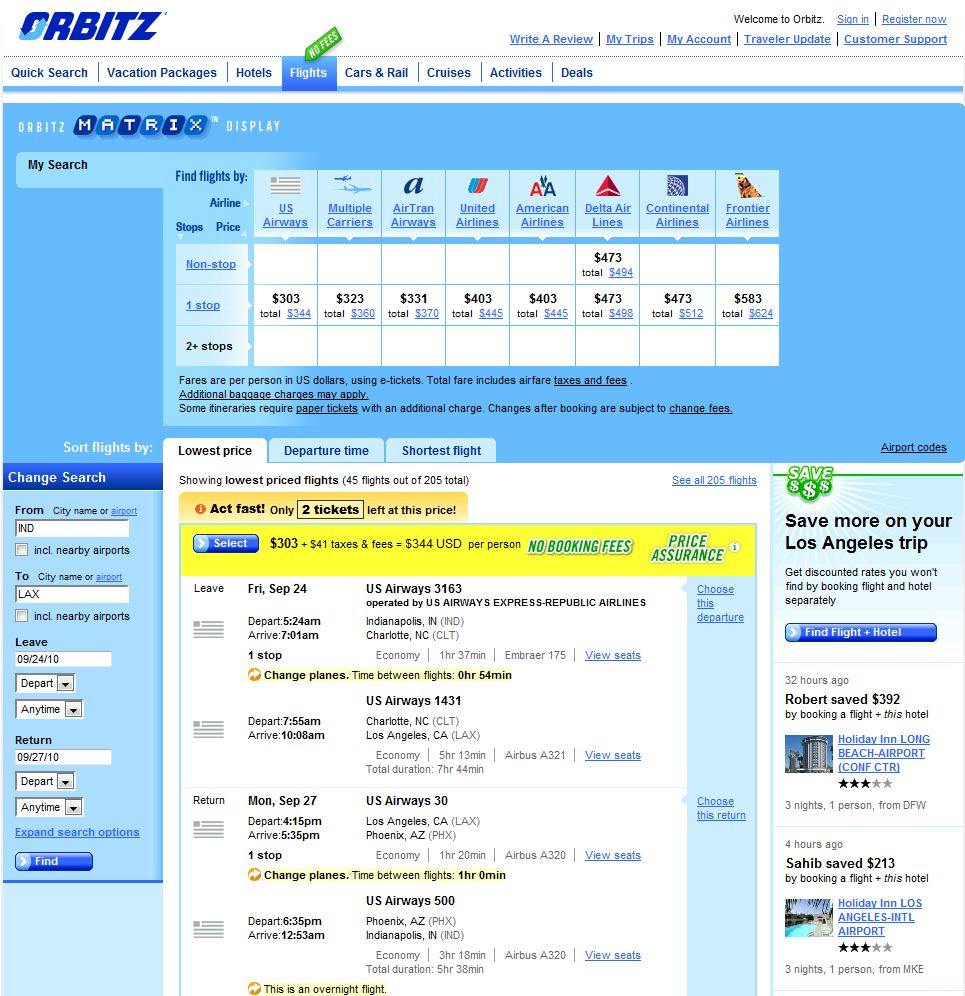 ORBITZ
Welcome to Orbitz. Sign in | Register now
NO FEES
Write A Review | My Trips | My Account | Traveler Update | Customer Support
Quick Search | Vacation Packages | Hotels Flights Cars & Rail | Cruises | Activities | Deals
ORBITZ MATRIX™ DISPLAY
My Search
Find flights by:
Airline
Stops Price
US Airways
Multiple Carriers
AirTran Airways
United Airlines
American Airlines
Delta Air Lines
Continental Airlines
Frontier Airlines
Non-stop
$473
total $494
1 stop
$303 $323 $331 $403 $403 $473 $473 $583
total $344 total $360 total $370 total $445 total $445 total $498 total $512 total $624
2+ stops
Fares are per person in US dollars, using e-tickets. Total fare includes airfare taxes and fees .
Additional baggage charges may apply.
Some itineraries require paper tickets with an additional charge. Changes after booking are subject to change fees.
Sort flights by: Lowest price Departure time Shortest flight Airport codes
Change Search
From City name or airport
IND
incl. nearby airports
To City name or airport
LAX
incl. nearby airports
Leave
09/24/10
Depart
Anytime
Return
09/27/10
Depart
Anytime
Expand search options
Find
Showing lowest priced flights (45 flights out of 205 total) See all 205 flights
Act fast! Only 2 tickets left at this price!
Select $303 + $41 taxes & fees = $344 USD per person NO BOOKING FEES PRICE ASSURANCE i
Leave Fri, Sep 24 US Airways 3163
operated by US AIRWAYS EXPRESS-REPUBLIC AIRLINES
Choose
this
departure
Depart:5:24am Indianapolis, IN (IND)
Arrive:7:01am Charlotte, NC (CLT)
1 stop Economy | 1hr 37min | Embraer 175 | View seats
Change planes. Time between flights: 0hr 54min
US Airways 1431
Depart:7:55am Charlotte, NC (CLT)
Arrive:10:08am Los Angeles, CA (LAX)
Economy | 5hr 13min | Airbus A321 | View seats
Total duration: 7hr 44min
Return Mon, Sep 27 US Airways 30
Choose
this return
Depart:4:15pm Los Angeles, CA (LAX)
Arrive:5:35pm Phoenix, AZ (PHX)
1 stop Economy | 1hr 20min | Airbus A320 | View seats
Change planes. Time between flights: 1hr 0min
US Airways 500
Depart:6:35pm Phoenix, AZ (PHX)
Arrive:12:53am Indianapolis, IN (IND)
Economy | 3hr 18min | Airbus A320 | View seats
Total duration: 5hr 38min
This is an overnight flight.
SAVE
$$$
Save more on your
Los Angeles trip
Get discounted rates you won't
find by booking flight and hotel
separately
Find Flight + Hotel
32 hours ago
Robert saved $392
by booking a flight + this hotel
Holiday Inn LONG
BEACH-AIRPORT
(CONF CTR)
3 nights, 1 person, from DFW
4 hours ago
Sahib saved $213
by booking a flight + this hotel
Holiday Inn LOS
ANGELES-INTL
AIRPORT
3 nights, 1 person, from MKE